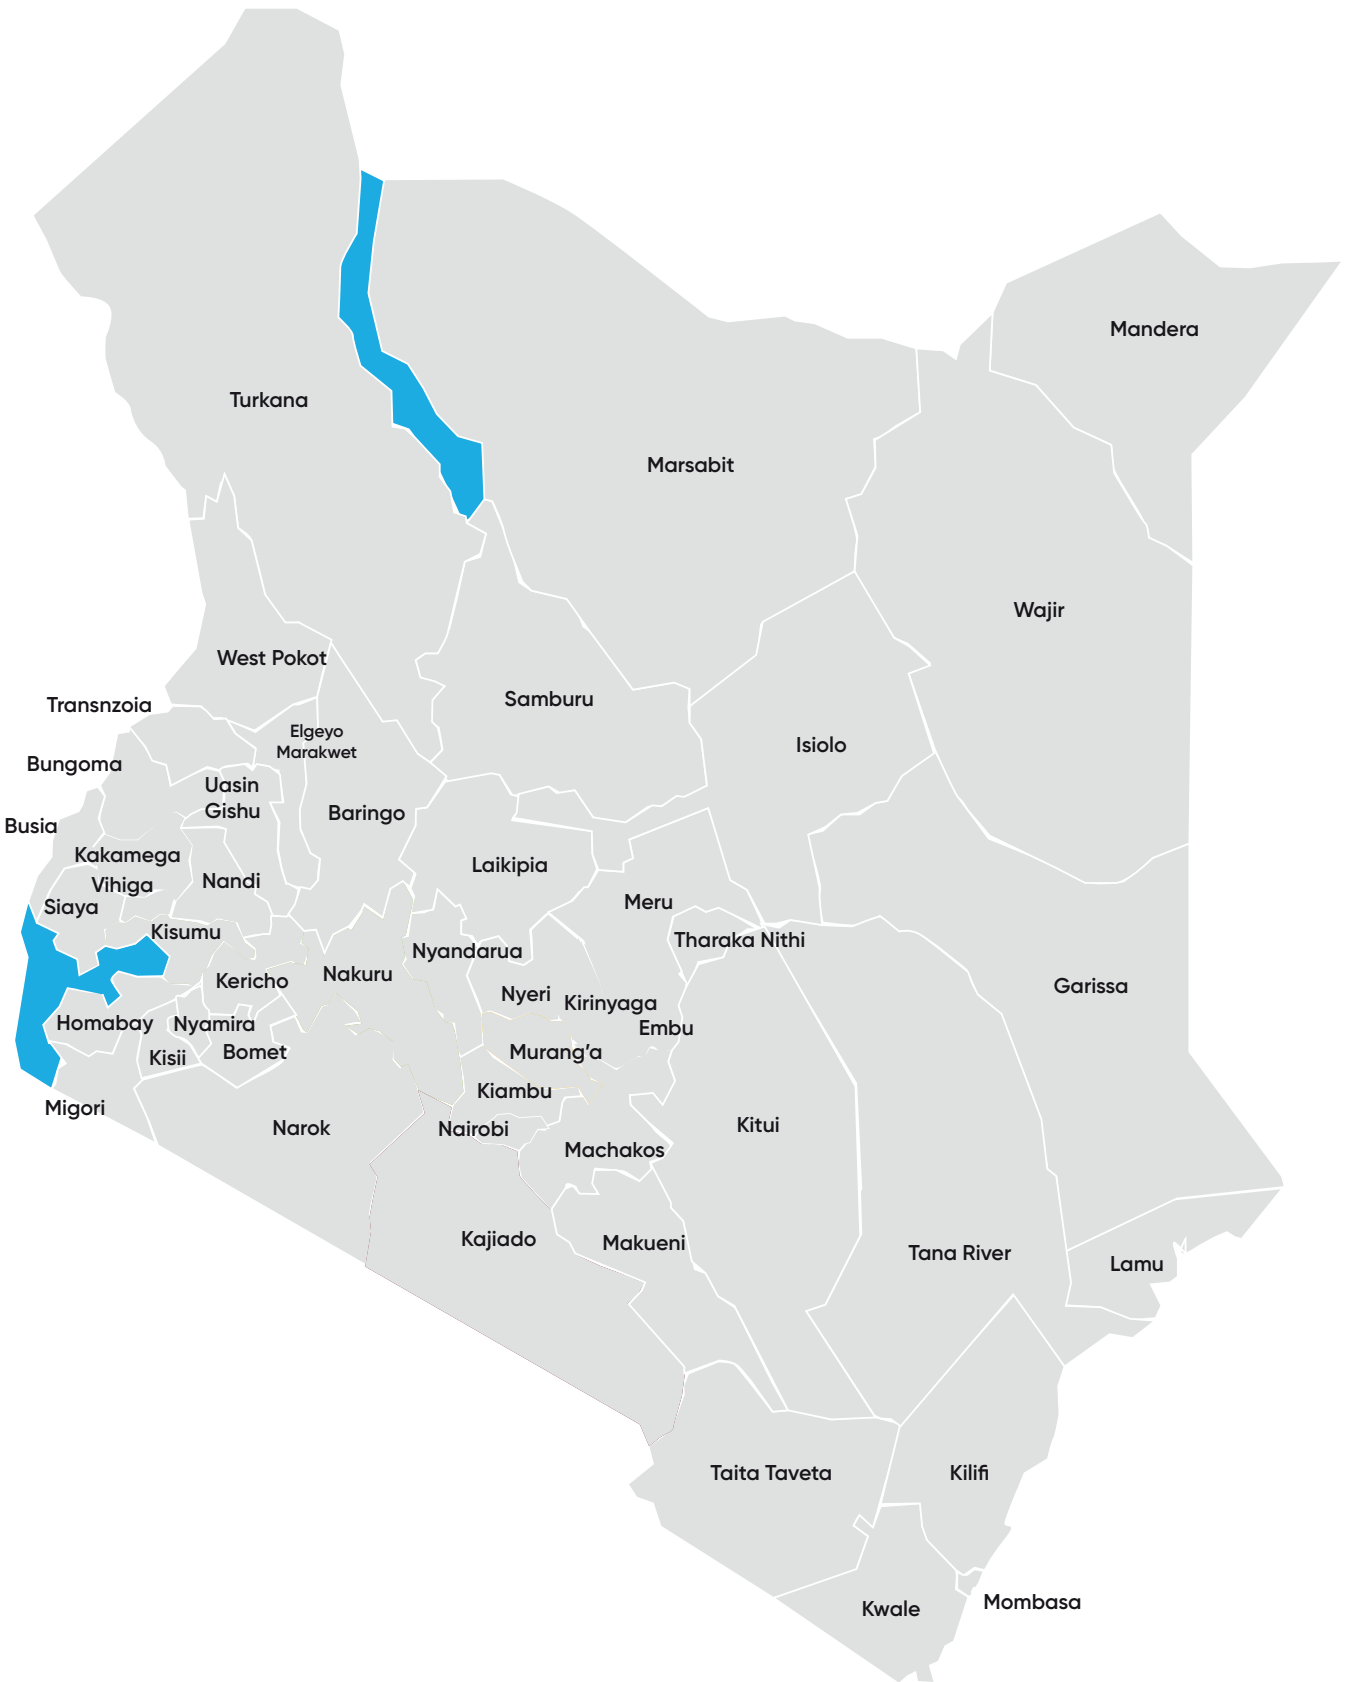 Mandera
Turkana
Marsabit
Wajir
West Pokot
Samburu
Transnzoia
Elgeyo
Marakwet
Isiolo
Bungoma
Uasin
Gishu
Baringo
Busia
Kakamega
Laikipia
Vihiga
Nandi
Meru
Siaya
Kisumu
Tharaka Nithi
Nyandarua
Nakuru
Kericho
Garissa
Nyeri
Kirinyaga
Homabay
Nyamira
Embu
Kisii
Bomet
Murang’a
Kiambu
Migori
Narok
Nairobi
Kitui
Machakos
Kajiado
Makueni
Tana River
Lamu
Taita Taveta
Kilifi
Kwale
Mombasa